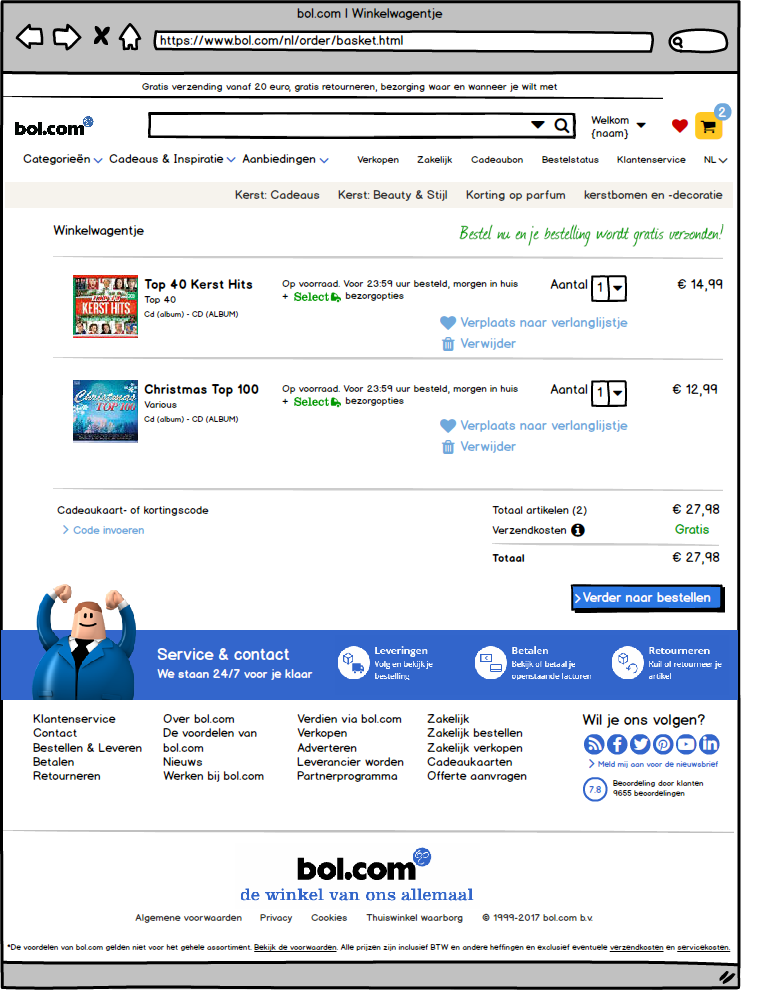 bol.com | Winkelwagentje
https://www.bol.com/nl/order/basket.html
Gratis verzending vanaf 20 euro, gratis retourneren, bezorging waar en wanneer je wilt met
bol.com
Welkom
{naam}
2
Categorieën Cadeaus & Inspiratie Aanbiedingen Verkopen Zakelijk Cadeaubon Bestelstatus Klantenservice NL
Kerst: Cadeaus Kerst: Beauty & Stijl Korting op parfum kerstbomen en -decoratie
Winkelwagentje
Bestel nu en je bestelling wordt gratis verzonden!
KERST HITS
Top 40 Kerst Hits
Top 40
Cd (album) - CD (ALBUM)
Op voorraad. Voor 23:59 uur besteld, morgen in huis
+ Select bezorgopties
Aantal 1
€ 14,99
Verplaats naar verlanglijstje
Verwijder
Christmas
TOP 100
Christmas Top 100
Various
Cd (album) - CD (ALBUM)
Op voorraad. Voor 23:59 uur besteld, morgen in huis
+ Select bezorgopties
Aantal 1
€ 12,99
Verplaats naar verlanglijstje
Verwijder
Cadeaukaart- of kortingscode
Code invoeren
Totaal artikelen (2) € 27,98
Verzendkosten Gratis
Totaal € 27,98
Verder naar bestellen
Service & contact
We staan 24/7 voor je klaar
Leveringen
Volg en bekijk je
bestelling
Betalen
Bekijk of betaal je
openstaande facturen
Retourneren
Ruil of retourneer je
artikel
Klantenservice
Contact
Bestellen & Leveren
Betalen
Retourneren
Over bol.com
De voordelen van
bol.com
Nieuws
Werken bij bol.com
Verdien via bol.com
Verkopen
Adverteren
Leverancier worden
Partnerprogramma
Zakelijk
Zakelijk bestellen
Zakelijk verkopen
Cadeaukaarten
Offerte aanvragen
Wil je ons volgen?
Meld mij aan voor de nieuwsbrief
7.8
Beoordeling door klanten
9655 beoordelingen
bol.com
de winkel van ons allemaal
Algemene voorwaarden Privacy Cookies Thuiswinkel waarborg © 1999-2017 bol.com b.v.
*De voordelen van bol.com gelden niet voor het gehele assortiment. Bekijk de voorwaarden. Alle prijzen zijn inclusief BTW en andere heffingen en exclusief eventuele verzendkosten en servicekosten.